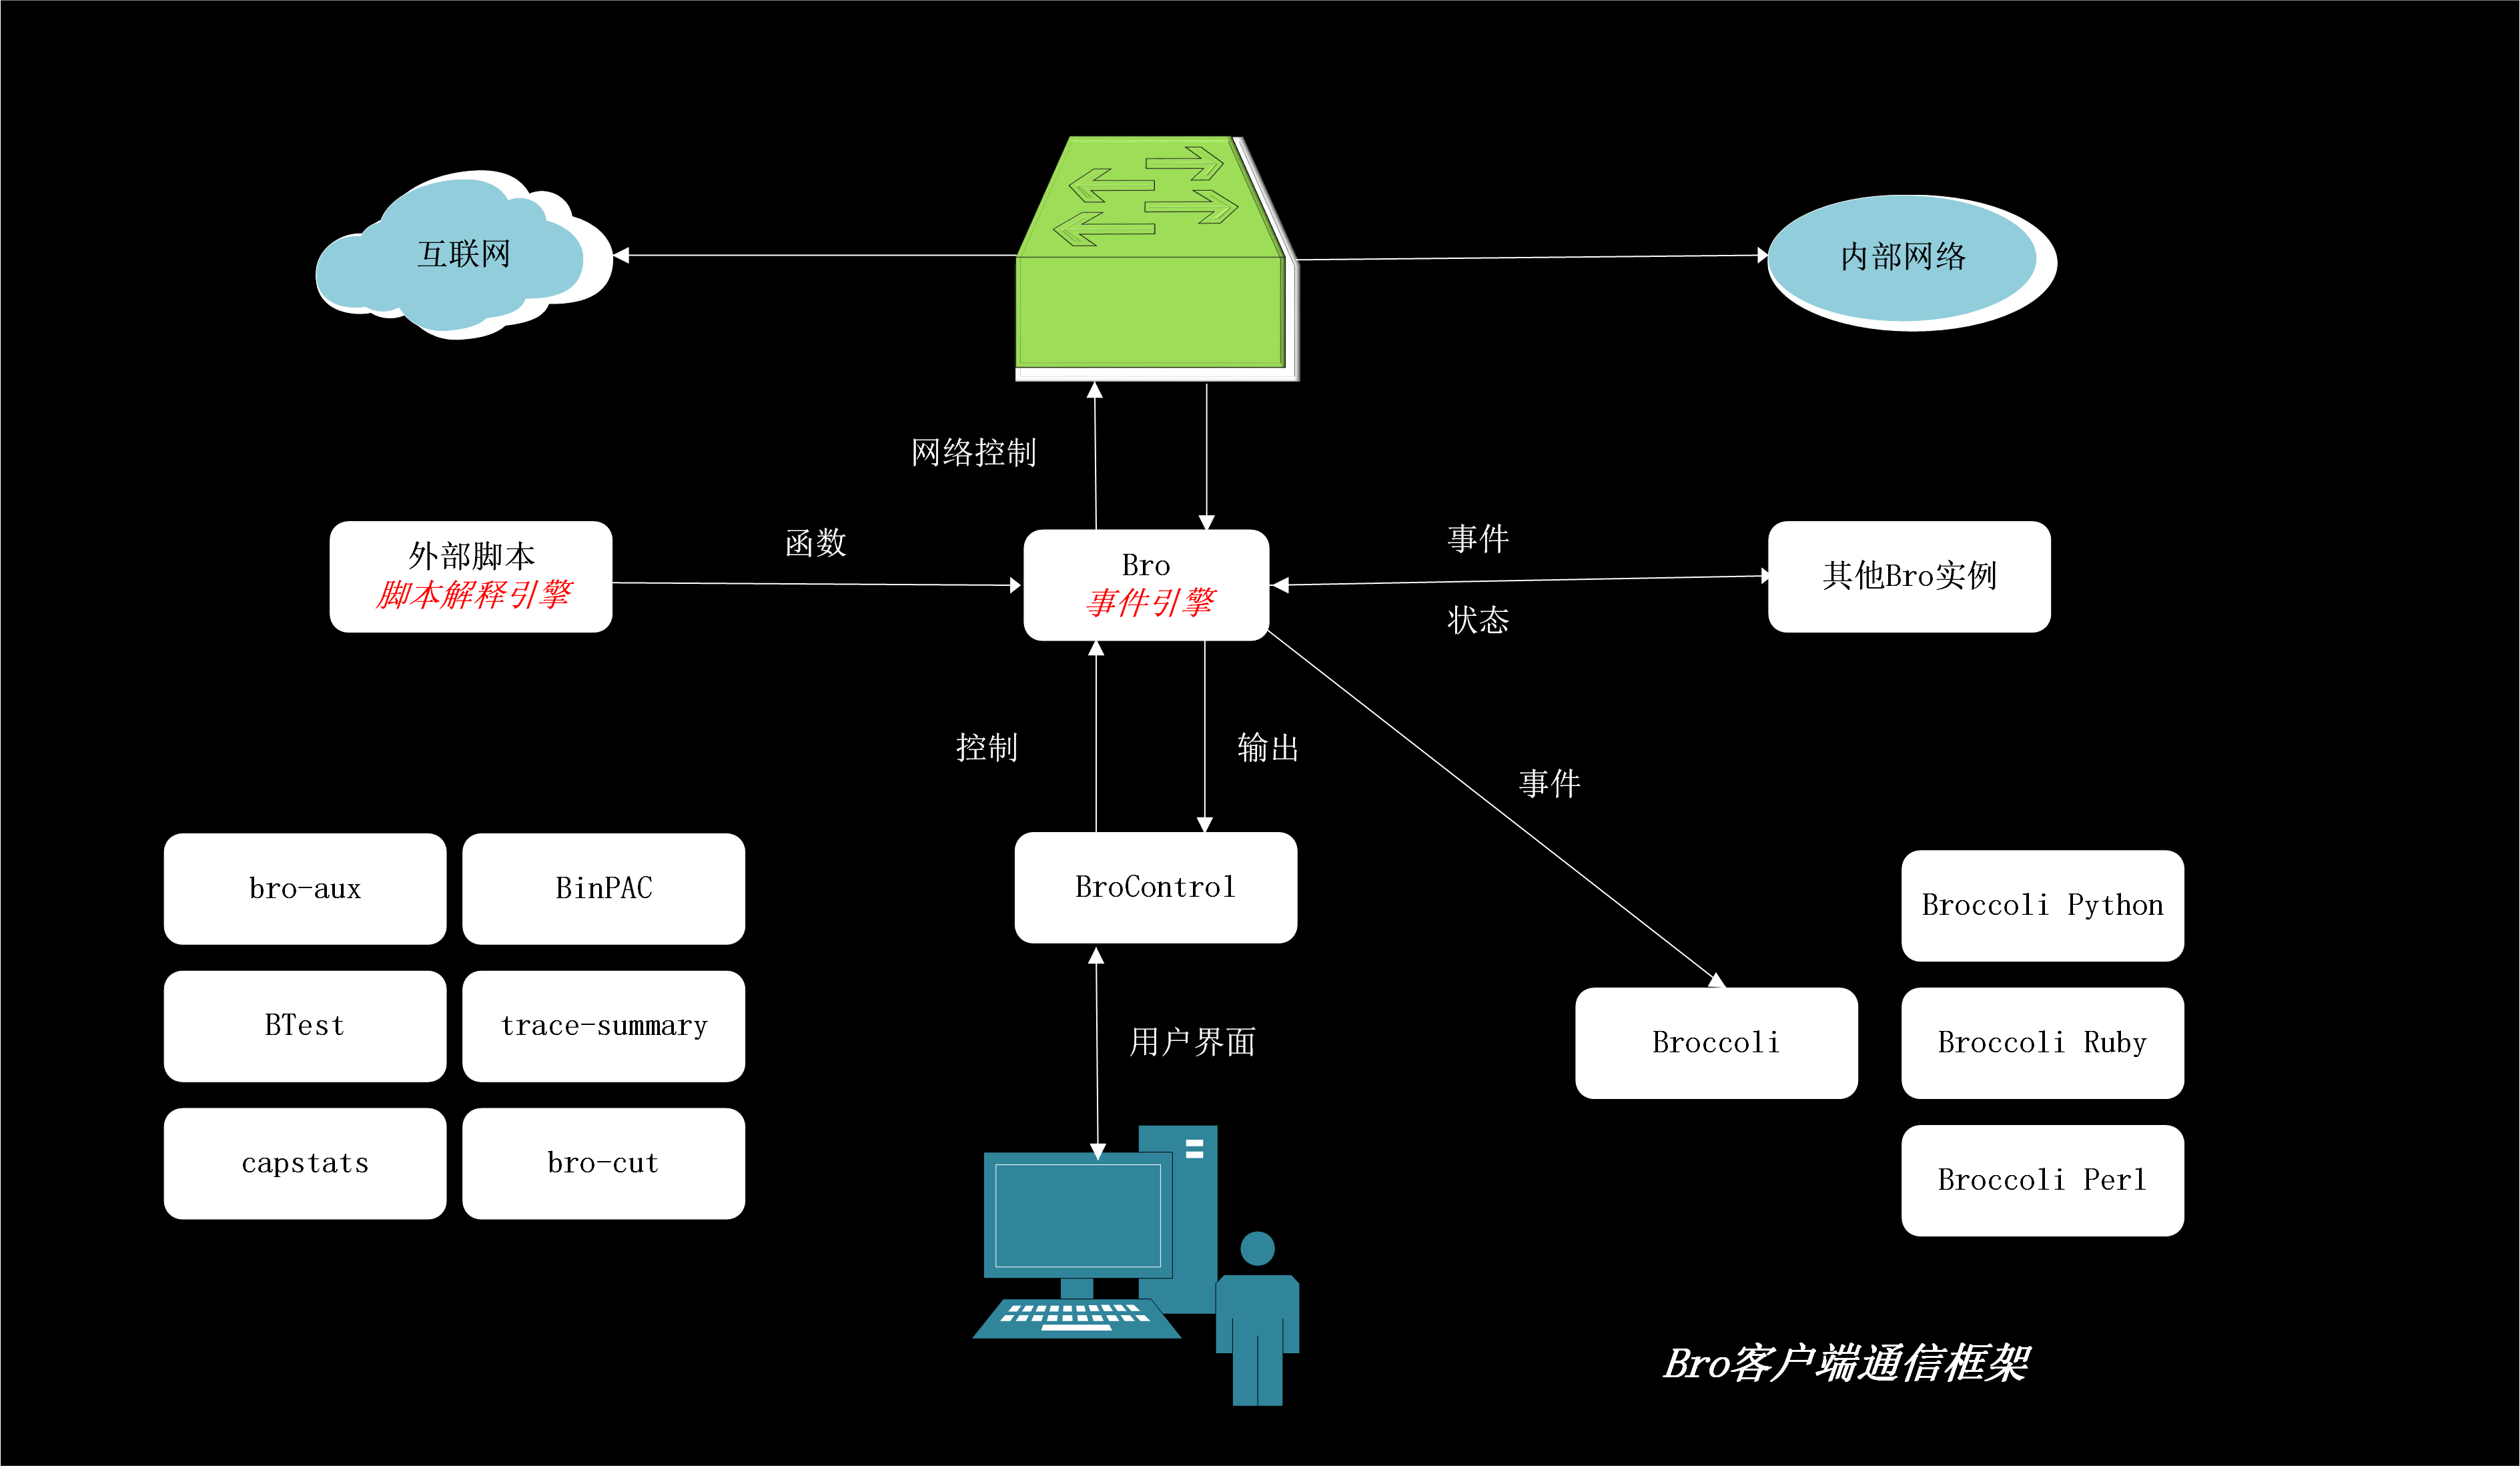 互联网
内部网络
网络控制
函数
事件
外部脚本
脚本解释引擎
Bro
事件引擎
其他Bro实例
状态
控制
输出
事件
bro-aux
BinPAC
BroControl
Broccoli Python
BTest
trace-summary
用户界面
Broccoli
Broccoli Ruby
capstats
bro-cut
Broccoli Perl
Bro客户端通信框架